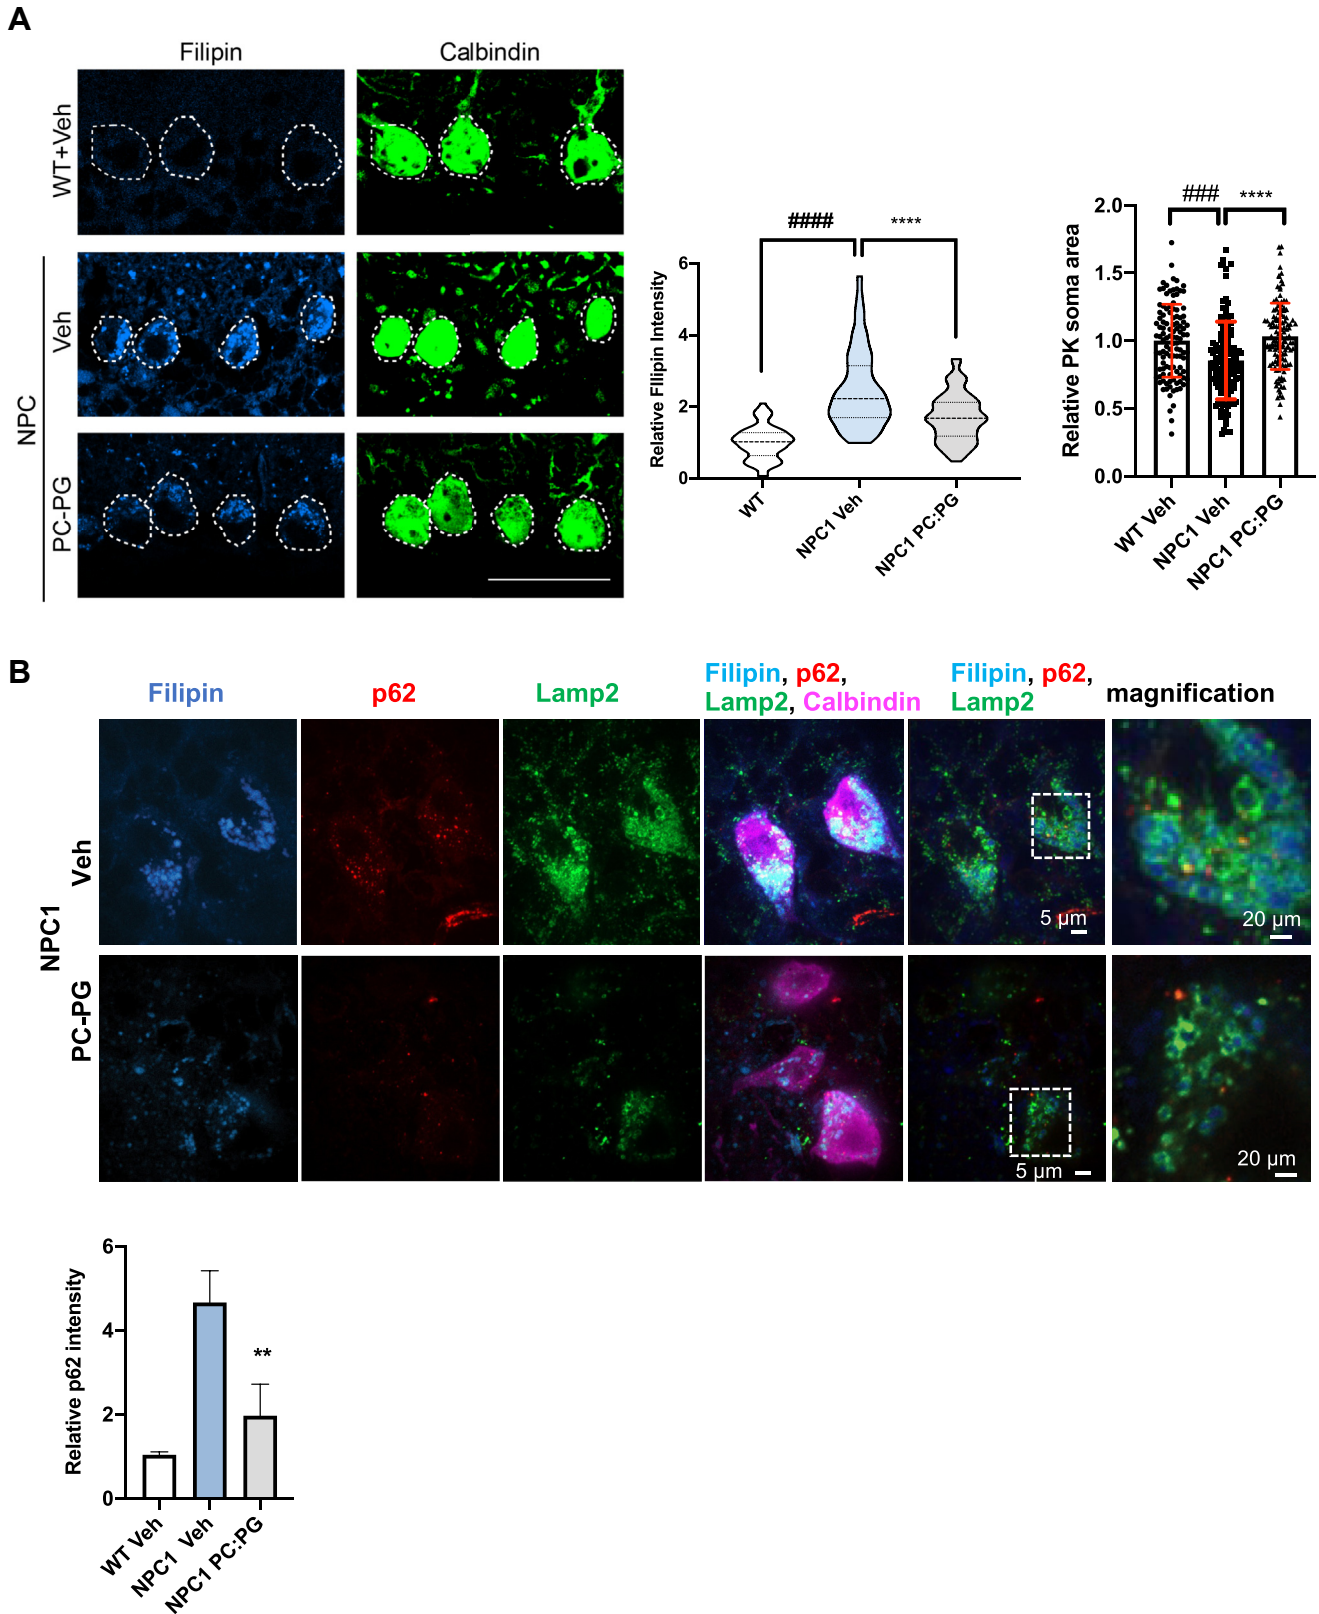 A
Filipin
Calbindin
WT+Veh
Veh
PC-PG
NPC
####
****
Relative FIlipin Intensity
6
4
2
0
WT
NPC1 Veh
NPC1 PC:PG
###
****
Relative PK soma area
2.0
1.5
1.0
0.5
0.0
WT Veh
NPC1 Veh
NPC1 PC:PG
B
Filipin
p62
Lamp2
Filipin, p62,
Lamp2, Calbindin
Filipin, p62,
Lamp2
magnification
NPC1
Veh
5 µm
20 µm
PC-PG
5 µm
20 µm
Relative p62 intensity
6
4
2
0
**
WT Veh
NPC1 Veh
NPC1 PC:PG